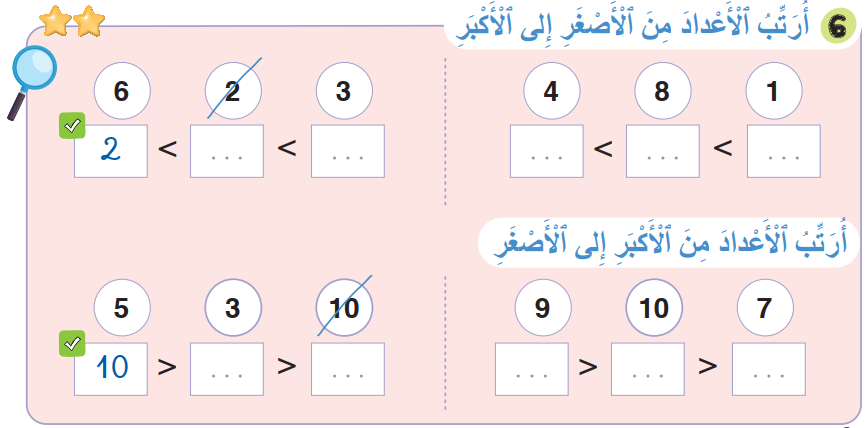 6 أُرَتِّبُ ٱلْأَعْدادَ مِنَ ٱلْأَصْغَرِ إِلى ٱلْأَكْبَرِ
6 2 3
2 < ... < ...
4 8 1
... < ... < ...
أُرَتِّبُ ٱلْأَعْدادَ مِنَ ٱلْأَكْبَرِ إِلى ٱلْأَصْغَرِ
5 3 10
10 > ... > ...
9 10 7
... > ... > ...